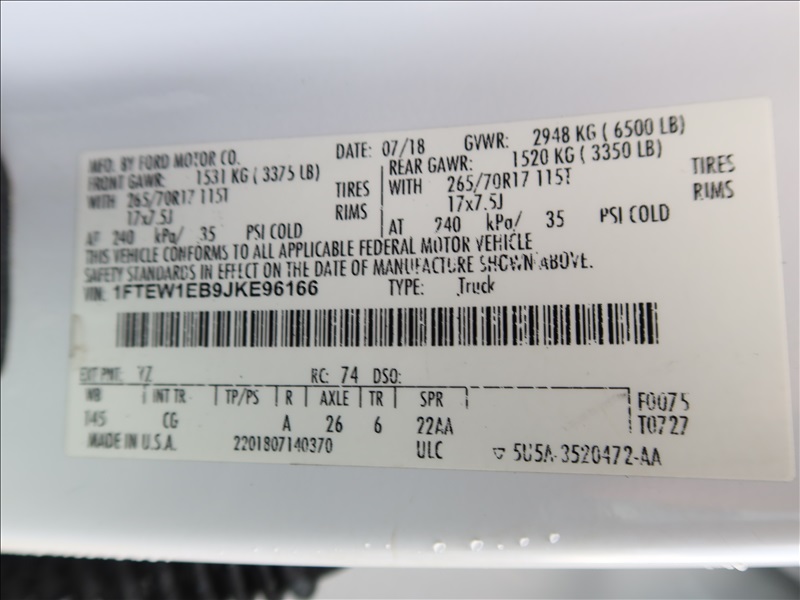 MFD. BY FORD MOTOR CO. DATE: 07/18 GVWR: 2948 KG ( 6500 LB)
FRONT GAWR: 1531 KG ( 3375 LB) REAR GAWR: 1520 KG ( 3350 LB)
WITH 265/70R17 115T TIRES WITH 265/70R17 115T TIRES
17x7.5J RIMS 17x7.5J RIMS
AT 240 kPa/ 35 PSI COLD AT 240 kPa/ 35 PSI COLD
THIS VEHICLE CONFORMS TO ALL APPLICABLE FEDERAL MOTOR VEHICLE
SAFETY STANDARDS IN EFFECT ON THE DATE OF MANUFACTURE SHOWN ABOVE.
VIN: 1FTEW1EB9JKE96166 TYPE: Truck
EXT PNT: YZ RC: 74 DSO:
WB INT TR TP/PS R AXLE TR SPR F0075
145 CG A 26 6 22AA T0727
MADE IN U.S.A. 2201807140370 ULC 5U5A-3520472-AA